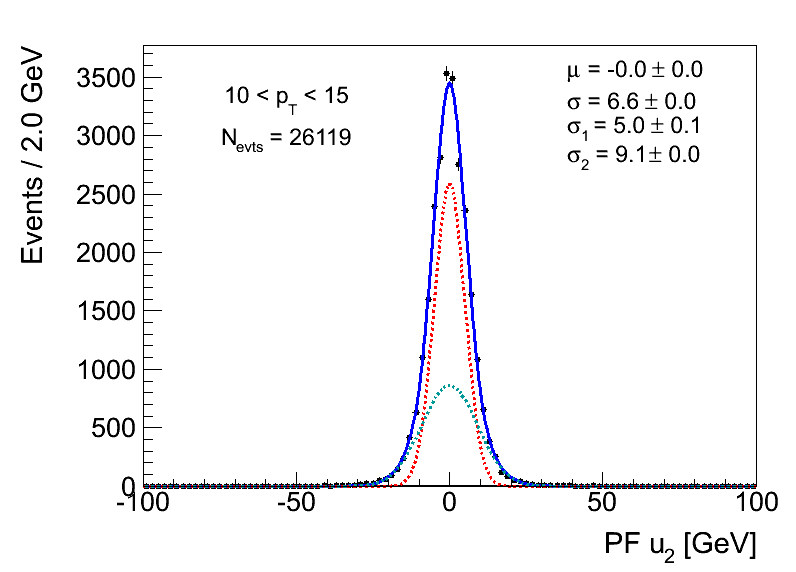 Events / 2.0 GeV
3500
3000
2500
2000
1500
1000
500
0
10 < p_T < 15
N_evts = 26119
μ = -0.0 ± 0.0
σ = 6.6 ± 0.0
σ_1 = 5.0 ± 0.1
σ_2 = 9.1 ± 0.0
-100 -50 0 50 100
PF u_2 [GeV]